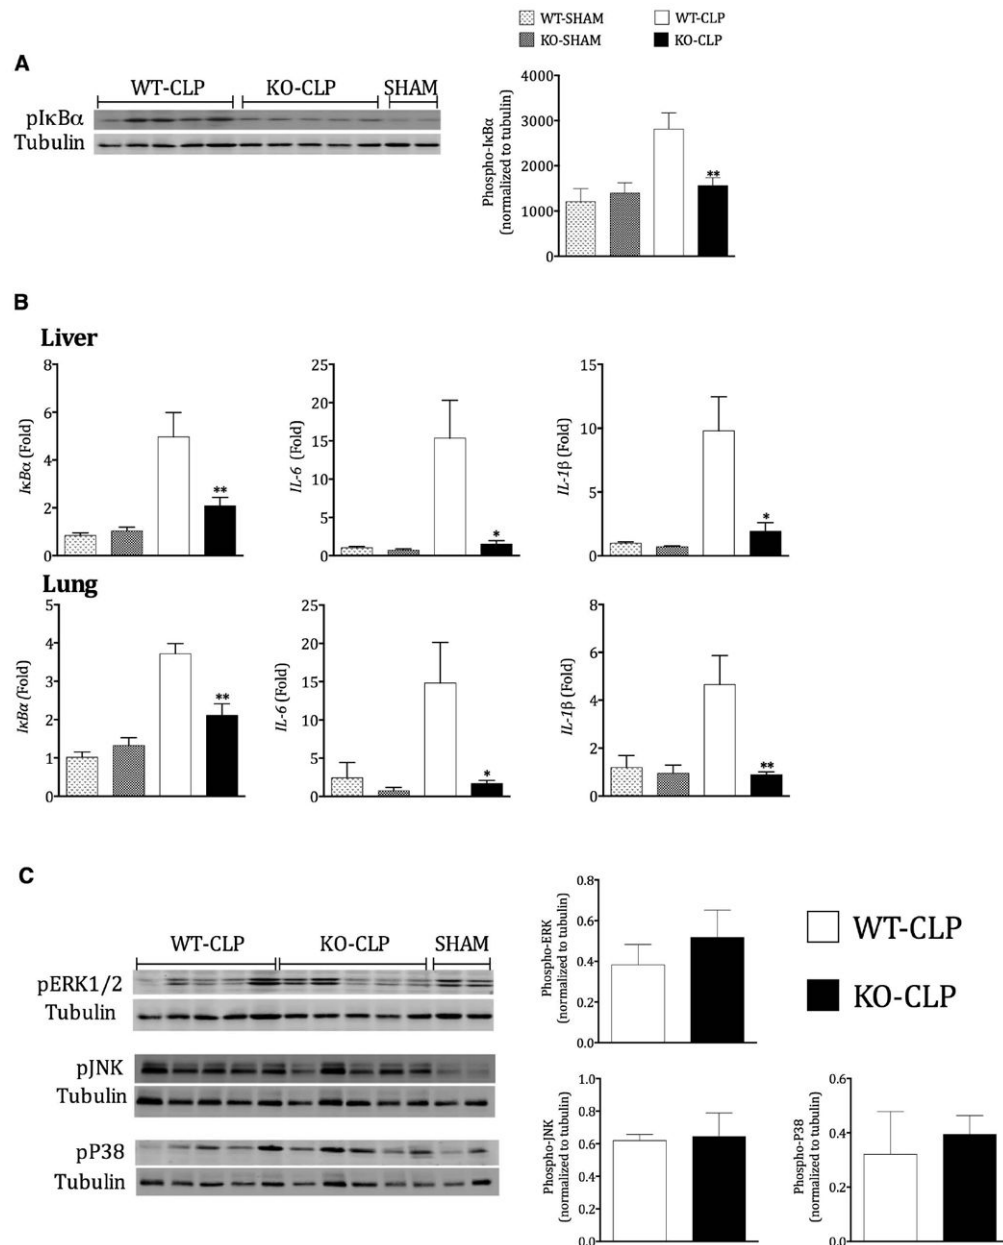 WT-SHAM WT-CLP
KO-SHAM KO-CLP
A
WT-CLP KO-CLP SHAM
pIκBα
Tubulin
Phospho-IκBα
(normalized to tubulin)
4000
3000
2000
1000
0
**
B
Liver
IκBα (Fold)
8
6
4
2
0
**
IL-6 (Fold)
25
20
15
10
5
0
*
IL-1β (Fold)
15
10
5
0
*
Lung
IκBα (Fold)
5
4
3
2
1
0
**
IL-6 (Fold)
25
20
15
10
5
0
*
IL-1β (Fold)
8
6
4
2
0
**
C
WT-CLP KO-CLP SHAM
pERK1/2
Tubulin
pJNK
Tubulin
pP38
Tubulin
Phospho-ERK
(normalized to tubulin)
0.8
0.6
0.4
0.2
0.0
WT-CLP
KO-CLP
Phospho-JNK
(normalized to tubulin)
1.0
0.8
0.6
0.4
0.2
0.0
Phospho-P38
(normalized to tubulin)
0.6
0.4
0.2
0.0